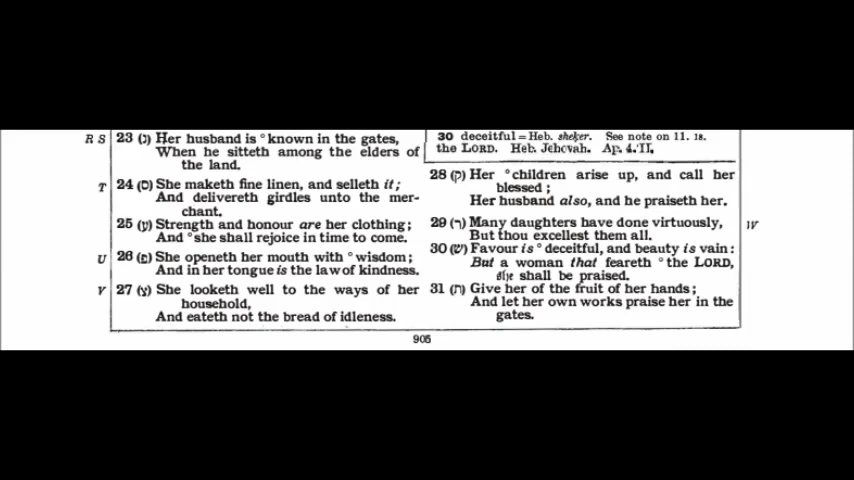 R S 23 (נ) Her husband is °known in the gates,
When he sitteth among the elders of
the land.
T 24 (ס) She maketh fine linen, and selleth it;
And delivereth girdles unto the mer-
chant.
25 (ע) Strength and honour are her clothing;
And °she shall rejoice in time to come.
U 26 (פ) She openeth her mouth with °wisdom;
And in her tongue is the law of kindness.
V 27 (צ) She looketh well to the ways of her
household,
And eateth not the bread of idleness.
30 deceitful = Heb. sheḳer. See note on 11. 18.
the LORD. Heb. Jehovah. Ap. 4. II.
28 (ק) Her °children arise up, and call her
blessed;
Her husband also, and he praiseth her.
29 (ר) Many daughters have done virtuously, W
But thou excellest them all.
30 (ש) Favour is °deceitful, and beauty is vain:
But a woman that feareth °the LORD,
she shall be praised.
31 (ת) Give her of the fruit of her hands;
And let her own works praise her in the
gates.
905